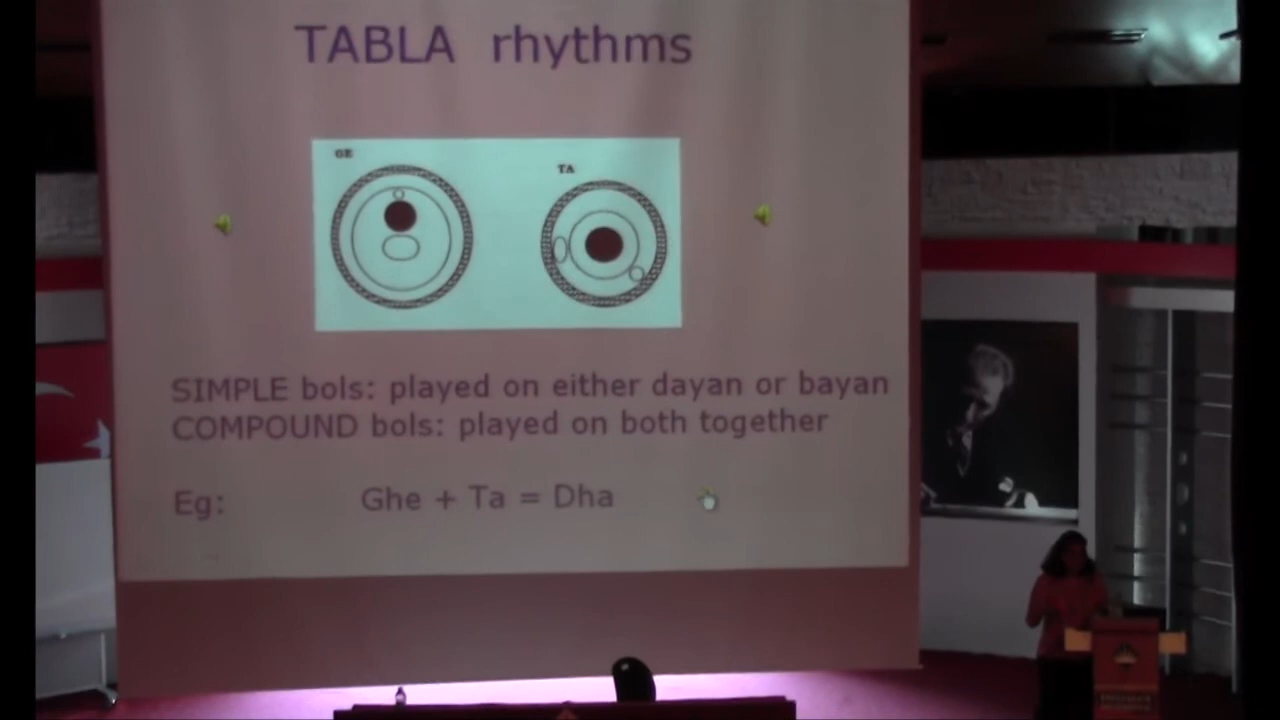 TABLA rhythms
GE
TA
SIMPLE bols: played on either dayan or bayan
COMPOUND bols: played on both together
Eg: Ghe + Ta = Dha